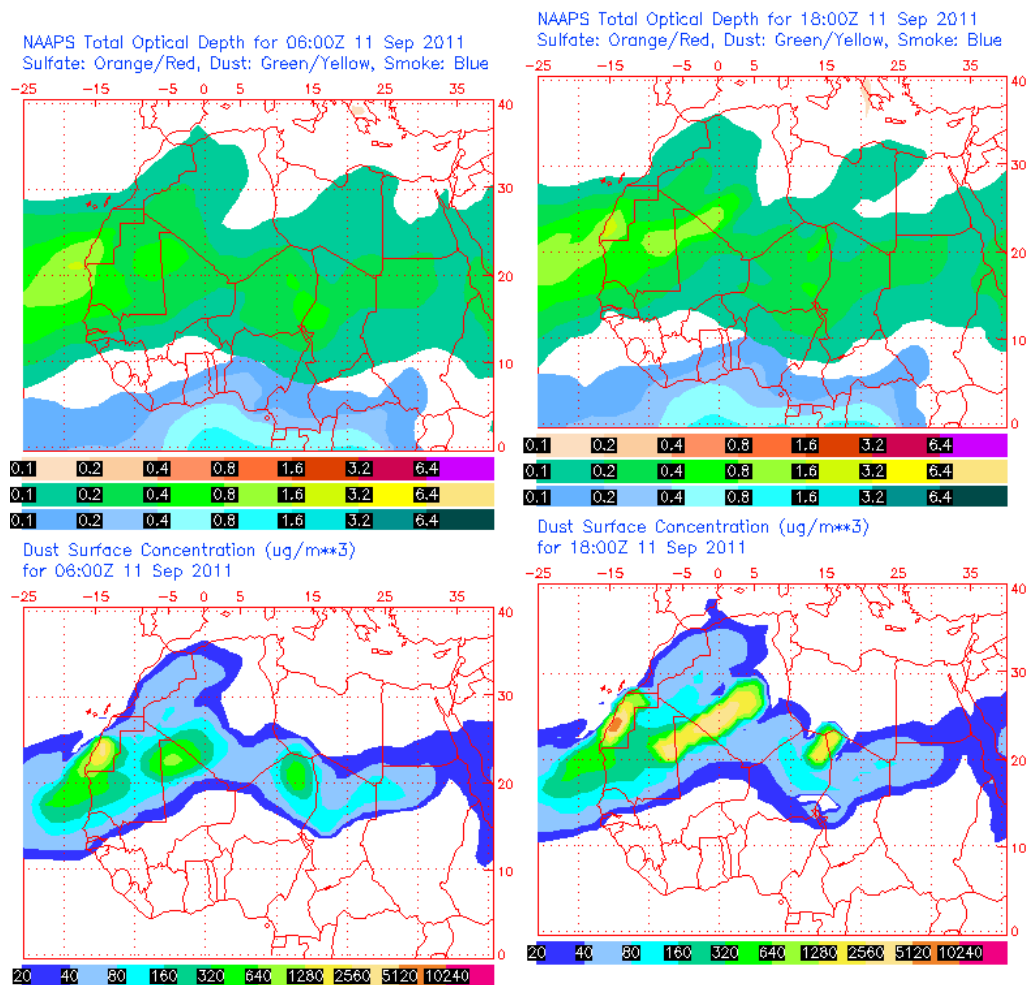 NAAPS Total Optical Depth for 06:00Z 11 Sep 2011
Sulfate: Orange/Red, Dust: Green/Yellow, Smoke: Blue
-25 -15 -5 0 5 15 25 35
40
30
20
10
0
0.1 0.2 0.4 0.8 1.6 3.2 6.4
0.1 0.2 0.4 0.8 1.6 3.2 6.4
0.1 0.2 0.4 0.8 1.6 3.2 6.4
NAAPS Total Optical Depth for 18:00Z 11 Sep 2011
Sulfate: Orange/Red, Dust: Green/Yellow, Smoke: Blue
-25 -15 -5 0 5 15 25 35
40
30
20
10
0
0.1 0.2 0.4 0.8 1.6 3.2 6.4
0.1 0.2 0.4 0.8 1.6 3.2 6.4
0.1 0.2 0.4 0.8 1.6 3.2 6.4
Dust Surface Concentration (ug/m**3)
for 06:00Z 11 Sep 2011
-25 -15 -5 0 5 15 25 35
40
30
20
10
0
20 40 80 160 320 640 1280 2560 5120 10240
Dust Surface Concentration (ug/m**3)
for 18:00Z 11 Sep 2011
-25 -15 -5 0 5 15 25 35
40
30
20
10
0
20 40 80 160 320 640 1280 2560 5120 10240